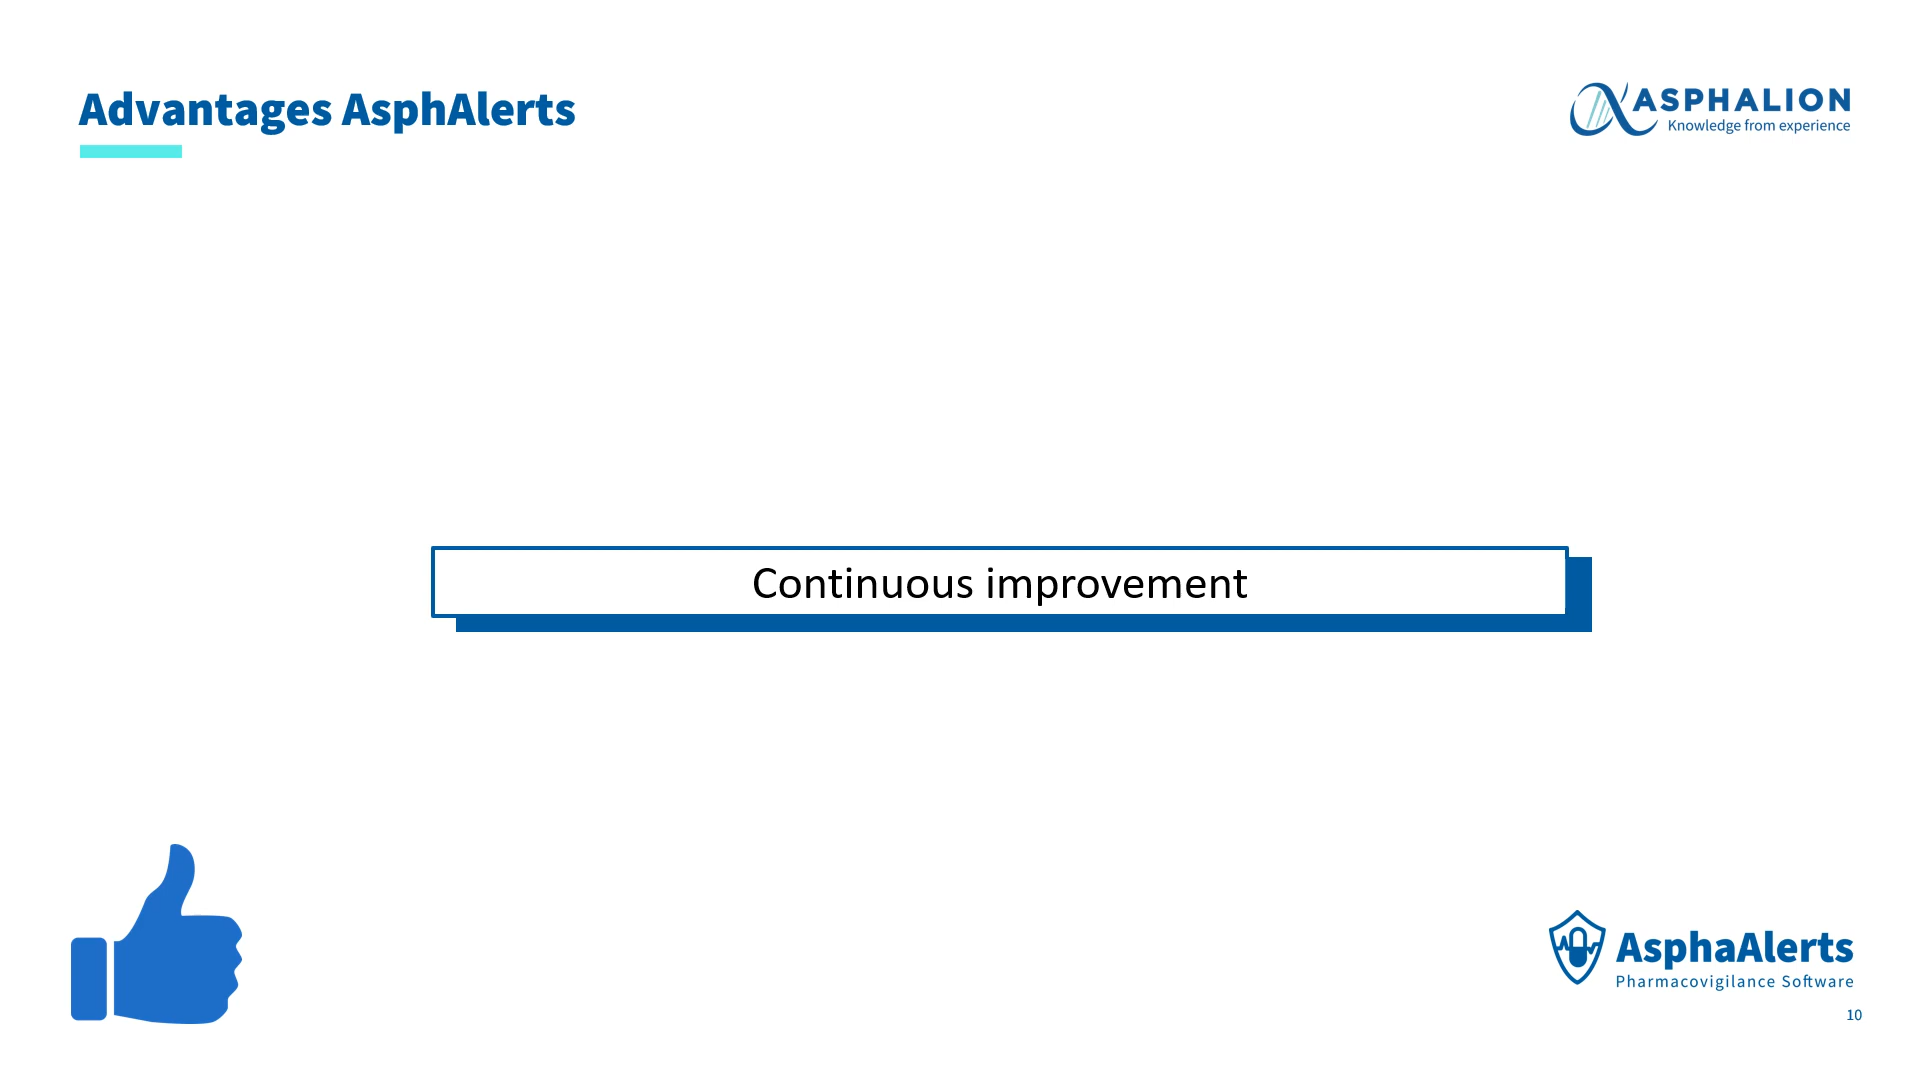 Advantages AsphAlerts
ASPHALION
Knowledge from experience
Continuous improvement
AsphaAlerts
Pharmacovigilance Software
10